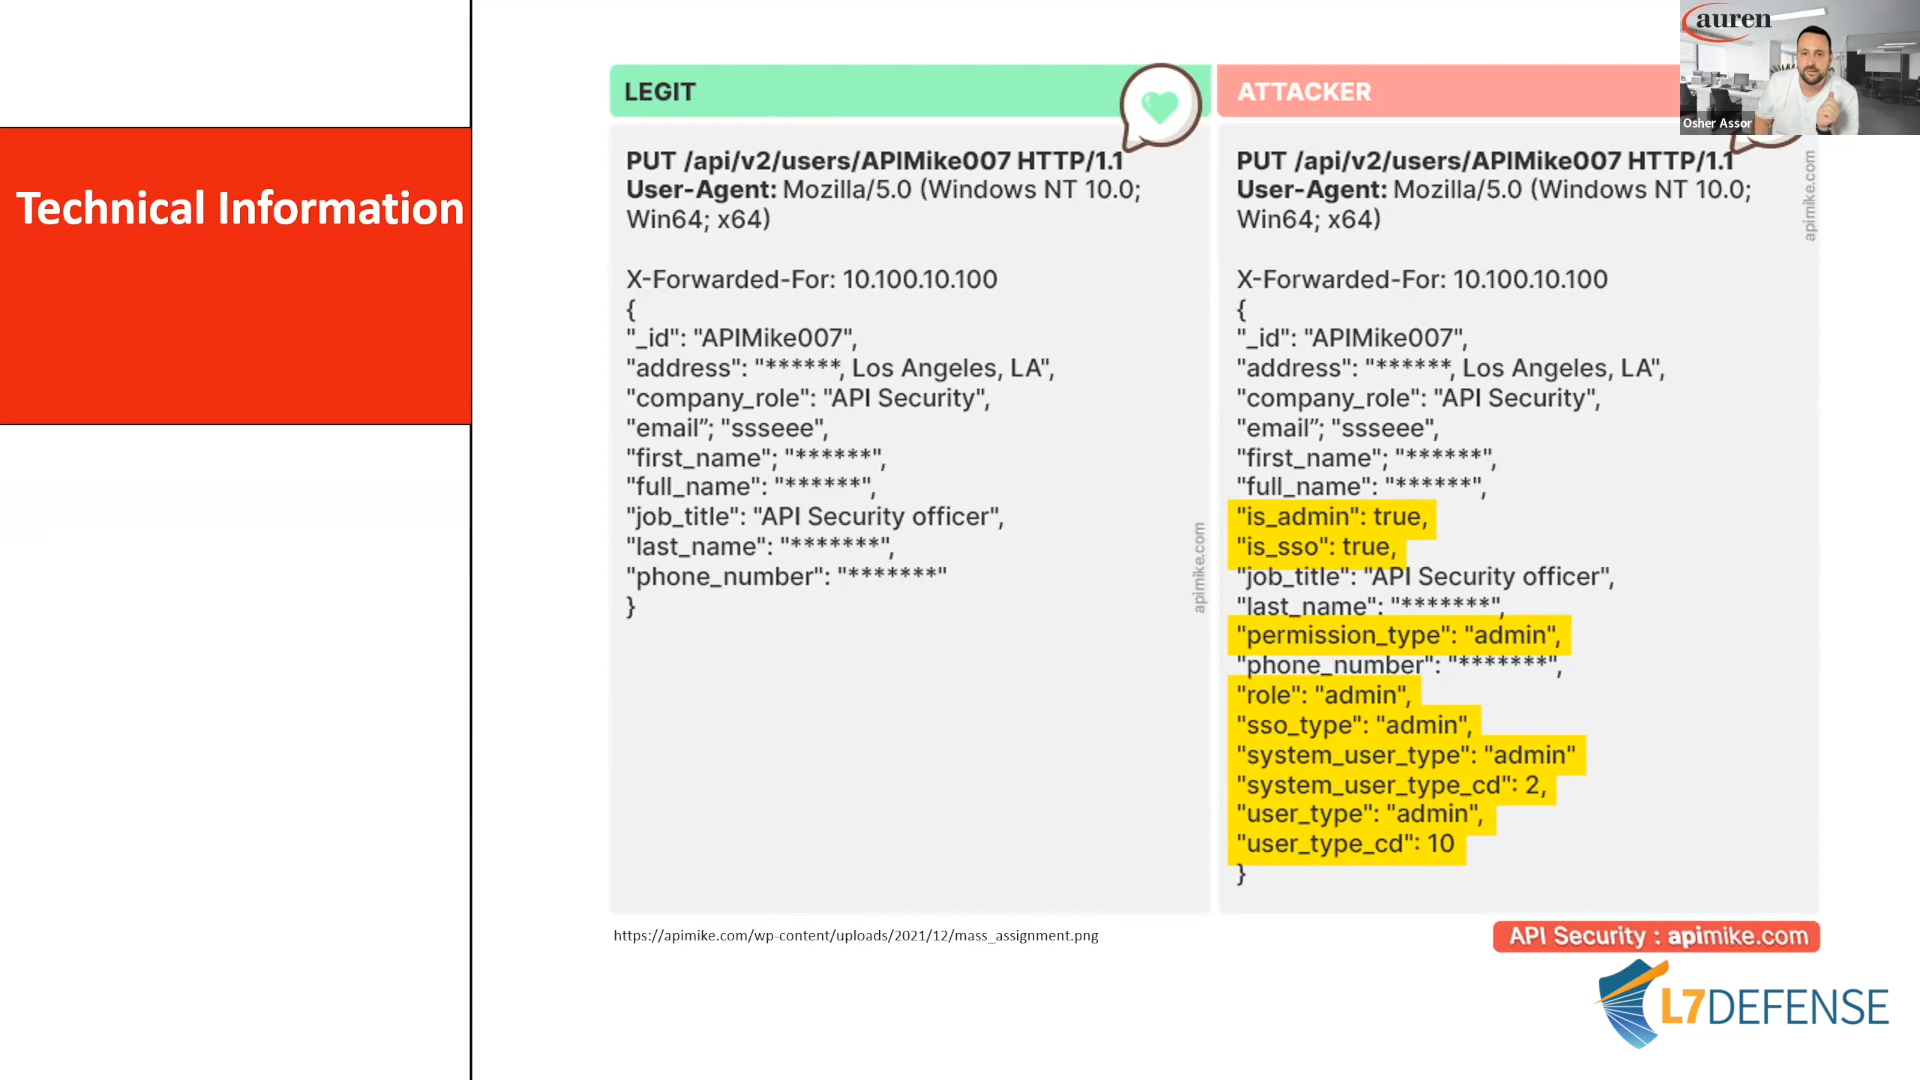 Technical Information
LEGIT
PUT /api/v2/users/APIMike007 HTTP/1.1
User-Agent: Mozilla/5.0 (Windows NT 10.0;
Win64; x64)
X-Forwarded-For: 10.100.10.100
{
"_id": "APIMike007",
"address": "******, Los Angeles, LA",
"company_role": "API Security",
"email”; "ssseee",
"first_name"; "******",
"full_name": "******",
"job_title": "API Security officer",
"last_name": "*******",
"phone_number": "*******"
}
apimike.com
ATTACKER
PUT /api/v2/users/APIMike007 HTTP/1.1
User-Agent: Mozilla/5.0 (Windows NT 10.0;
Win64; x64)
X-Forwarded-For: 10.100.10.100
{
"_id": "APIMike007",
"address": "******, Los Angeles, LA",
"company_role": "API Security",
"email”; "ssseee",
"first_name"; "******",
"full_name": "******",
"is_admin": true,
"is_sso": true,
"job_title": "API Security officer",
"last_name": "*******",
"permission_type": "admin",
"phone_number": "*******",
"role": "admin",
"sso_type": "admin",
"system_user_type": "admin"
"system_user_type_cd": 2,
"user_type": "admin",
"user_type_cd": 10
}
apimike.com
auren
Osher Assor
https://apimike.com/wp-content/uploads/2021/12/mass_assignment.png
API Security : apimike.com
L7DEFENSE